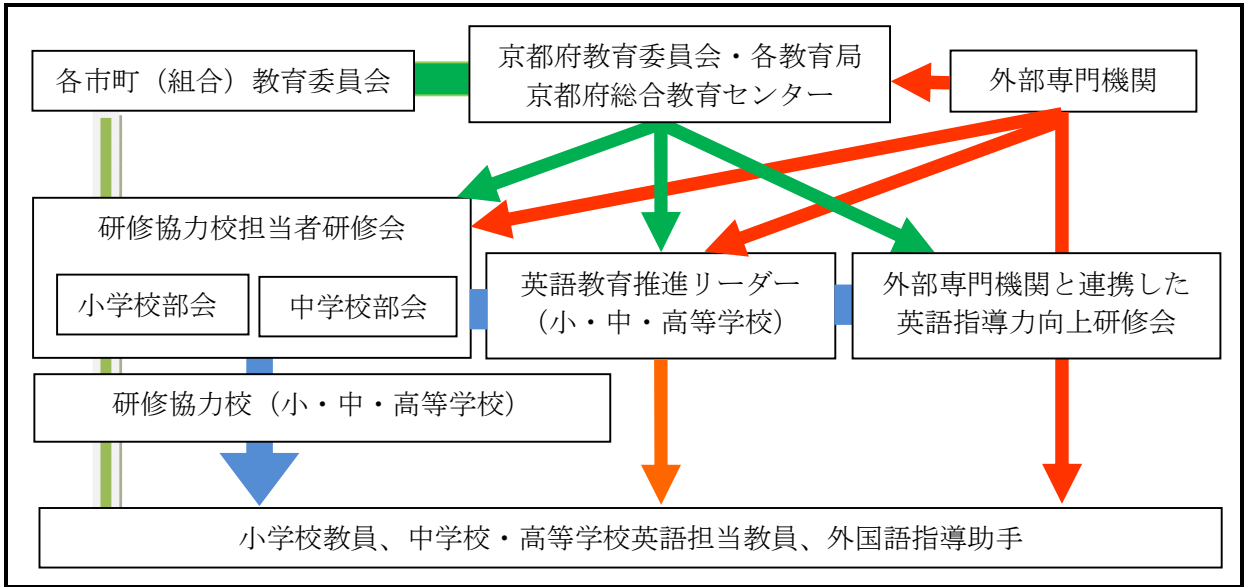 各市町（組合）教育委員会
京都府教育委員会・各教育局
京都府総合教育センター
外部専門機関
研修協力校担当者研修会
小学校部会
中学校部会
英語教育推進リーダー
（小・中・高等学校）
外部専門機関と連携した
英語指導力向上研修会
研修協力校（小・中・高等学校）
小学校教員、中学校・高等学校英語担当教員、外国語指導助手